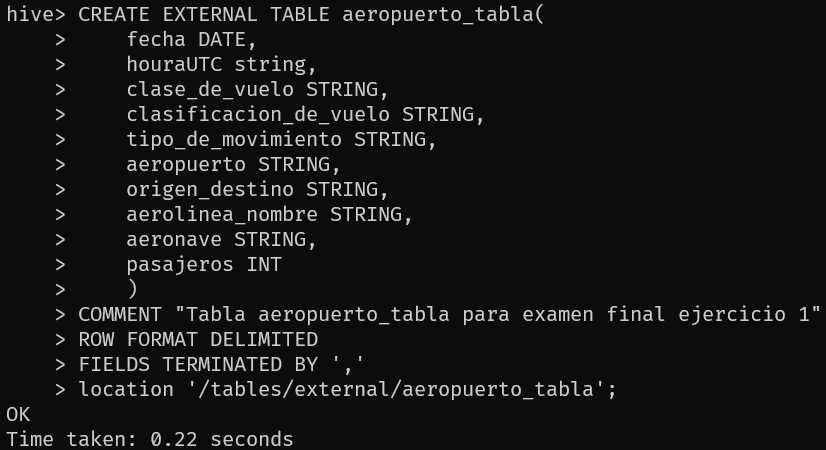 hive> CREATE EXTERNAL TABLE aeropuerto_tabla(
    >     fecha DATE,
    >     houraUTC string,
    >     clase_de_vuelo STRING,
    >     clasificacion_de_vuelo STRING,
    >     tipo_de_movimiento STRING,
    >     aeropuerto STRING,
    >     origen_destino STRING,
    >     aerolinea_nombre STRING,
    >     aeronave STRING,
    >     pasajeros INT
    >     )
    > COMMENT "Tabla aeropuerto_tabla para examen final ejercicio 1"
    > ROW FORMAT DELIMITED
    > FIELDS TERMINATED BY ','
    > location '/tables/external/aeropuerto_tabla';
OK
Time taken: 0.22 seconds